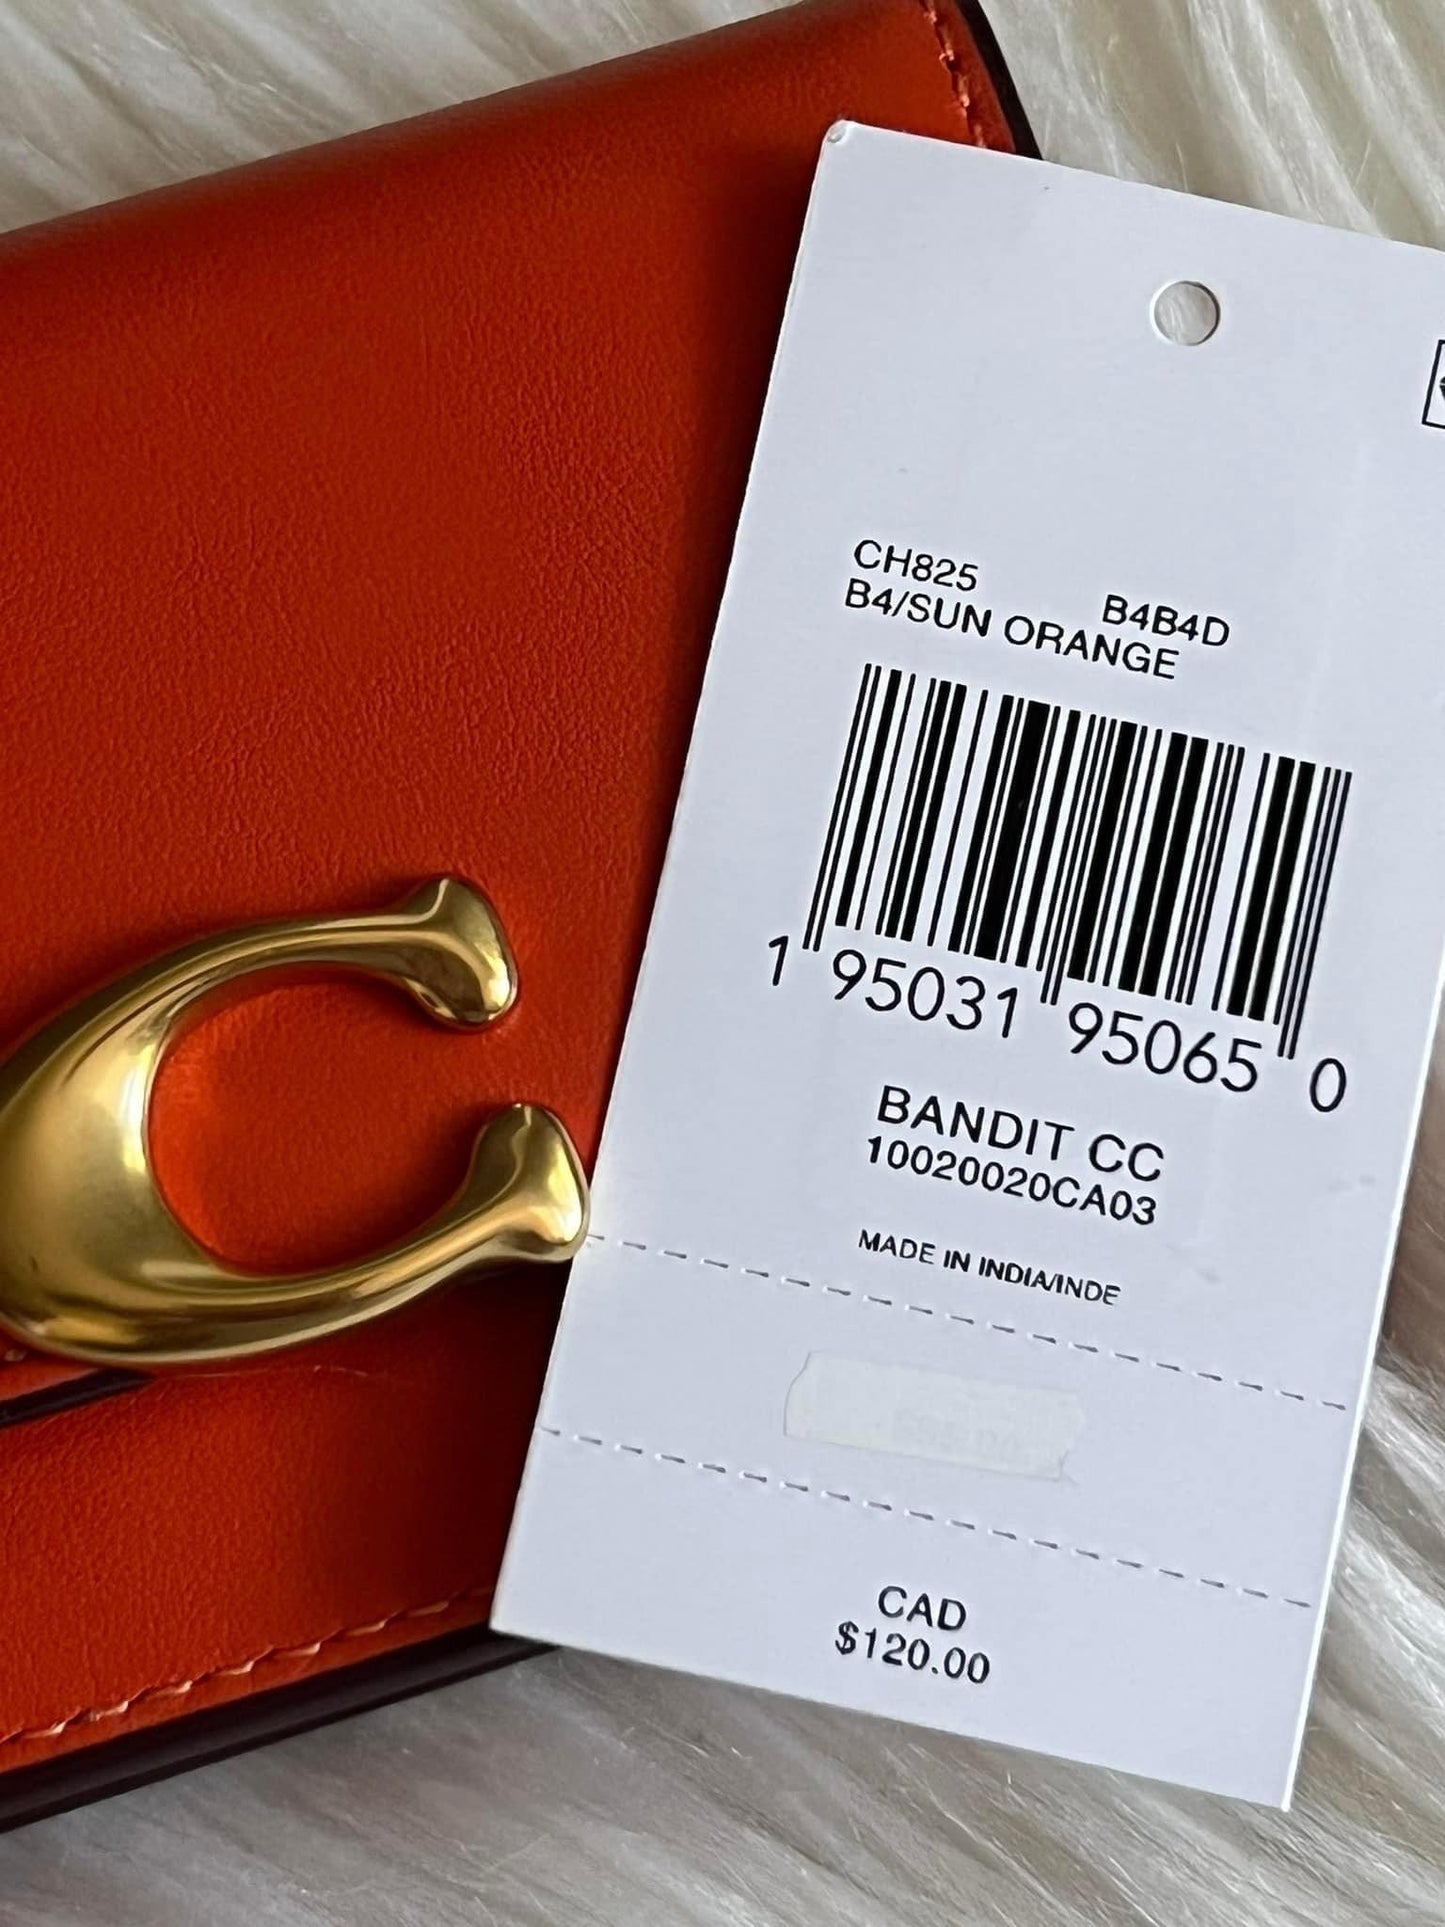 CH825 B4B4D
B4/SUN ORANGE
1 95031 95065 0
BANDIT CC
10020020CA03
MADE IN INDIA/INDE
CAD
$120.00